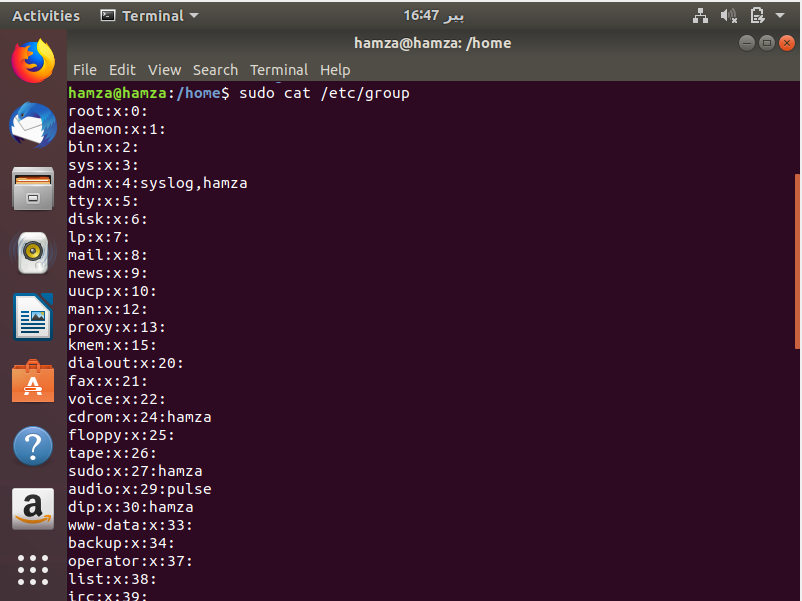 Activities Terminal 16:47 پیر
hamza@hamza: /home
File Edit View Search Terminal Help
hamza@hamza:/home$ sudo cat /etc/group
root:x:0:
daemon:x:1:
bin:x:2:
sys:x:3:
adm:x:4:syslog,hamza
tty:x:5:
disk:x:6:
lp:x:7:
mail:x:8:
news:x:9:
uucp:x:10:
man:x:12:
proxy:x:13:
kmem:x:15:
dialout:x:20:
fax:x:21:
voice:x:22:
cdrom:x:24:hamza
floppy:x:25:
tape:x:26:
sudo:x:27:hamza
audio:x:29:pulse
dip:x:30:hamza
www-data:x:33:
backup:x:34:
operator:x:37:
list:x:38:
irc:x:39: